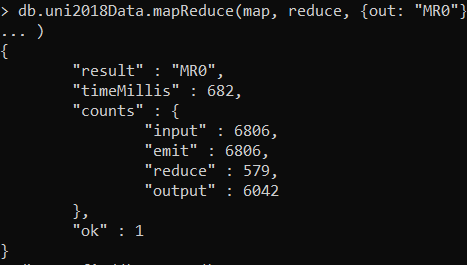 > db.uni2018Data.mapReduce(map, reduce, {out: "MR0"}
... )
{
        "result" : "MR0",
        "timeMillis" : 682,
        "counts" : {
                "input" : 6806,
                "emit" : 6806,
                "reduce" : 579,
                "output" : 6042
        },
        "ok" : 1
}